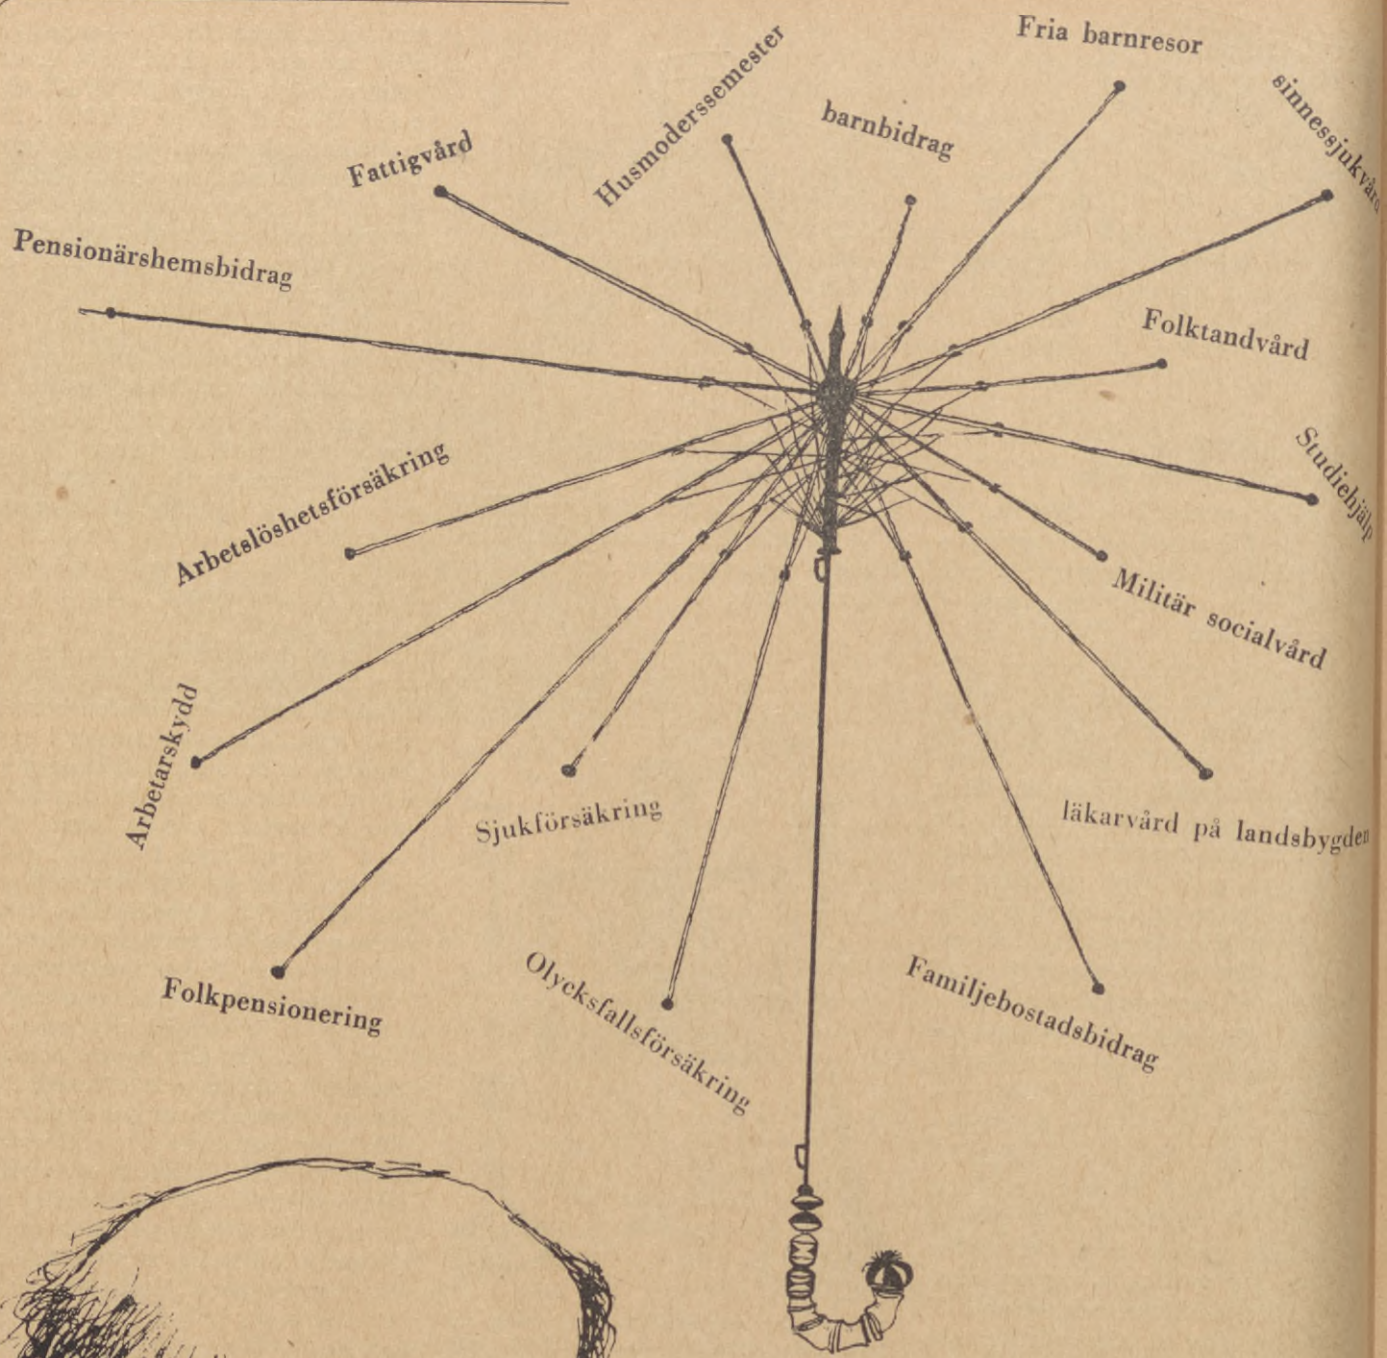 Fria barnresor
Husmoderssemester
barnbidrag
sinnessjukvård
Fattigvård
Pensionärshemsbidrag
Folktandvård
Studiehjälp
Arbetslöshetsförsäkring
Militär socialvård
Arbetarskydd
Sjukförsäkring
läkarvård på landsbygden
Folkpensionering
Olycksfallsförsäkring
Familjebostadsbidrag